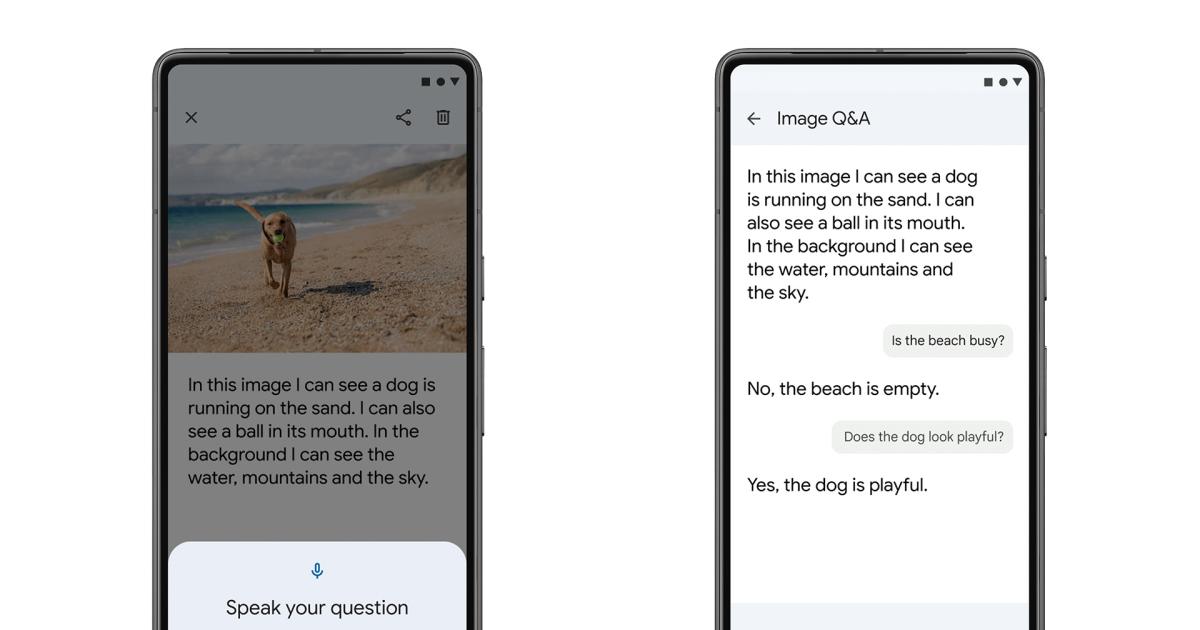 In this image I can see a dog is
running on the sand. I can also
see a ball in its mouth. In the
background I can see the
water, mountains and the sky.
Speak your question
Image Q&A
In this image I can see a dog
is running on the sand. I can
also see a ball in its mouth.
In the background I can see
the water, mountains and
the sky.
Is the beach busy?
No, the beach is empty.
Does the dog look playful?
Yes, the dog is playful.